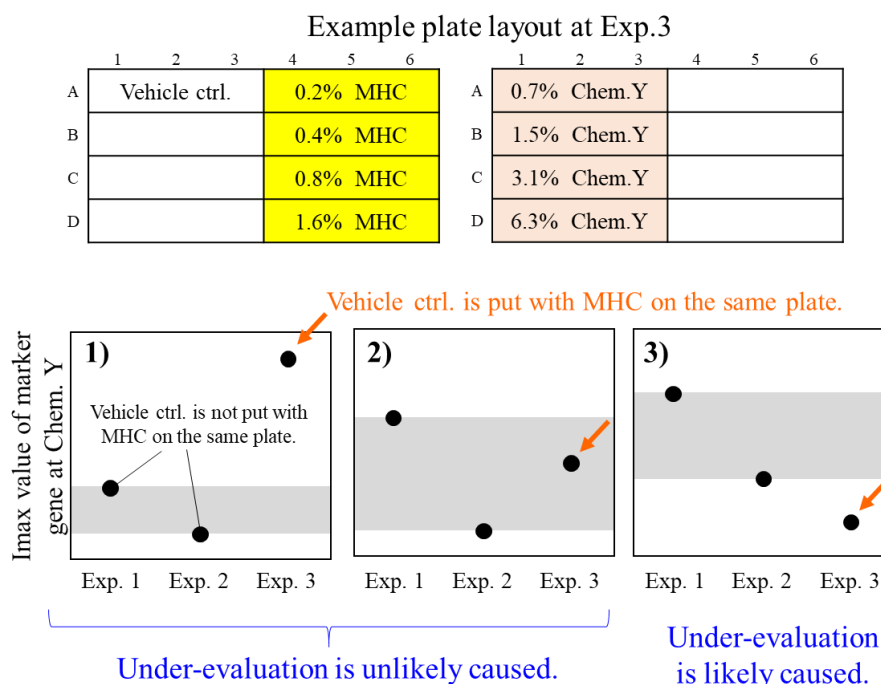 Example plate layout at Exp.3
1 2 3 4 5 6 1 2 3 4 5 6
A Vehicle ctrl. 0.2% MHC A 0.7% Chem.Y
B 0.4% MHC B 1.5% Chem.Y
C 0.8% MHC C 3.1% Chem.Y
D 1.6% MHC D 6.3% Chem.Y
Vehicle ctrl. is put with MHC on the same plate.
Imax value of marker
gene at Chem. Y
1)
Vehicle ctrl. is not put with
MHC on the same plate.
2)
3)
Exp. 1 Exp. 2 Exp. 3 Exp. 1 Exp. 2 Exp. 3 Exp. 1 Exp. 2 Exp. 3
Under-evaluation is unlikely caused.
Under-evaluation
is likely caused.